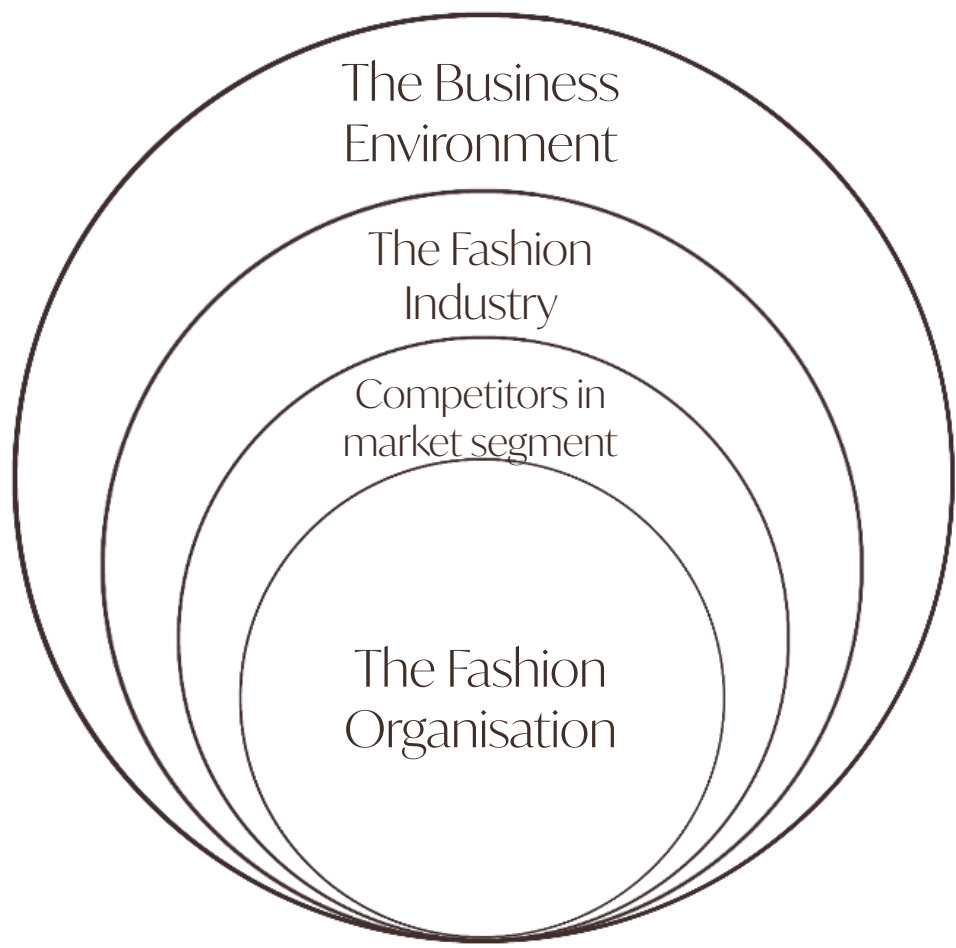 The Business
Environment
The Fashion
Industry
Competitors in
market segment
The Fashion
Organisation